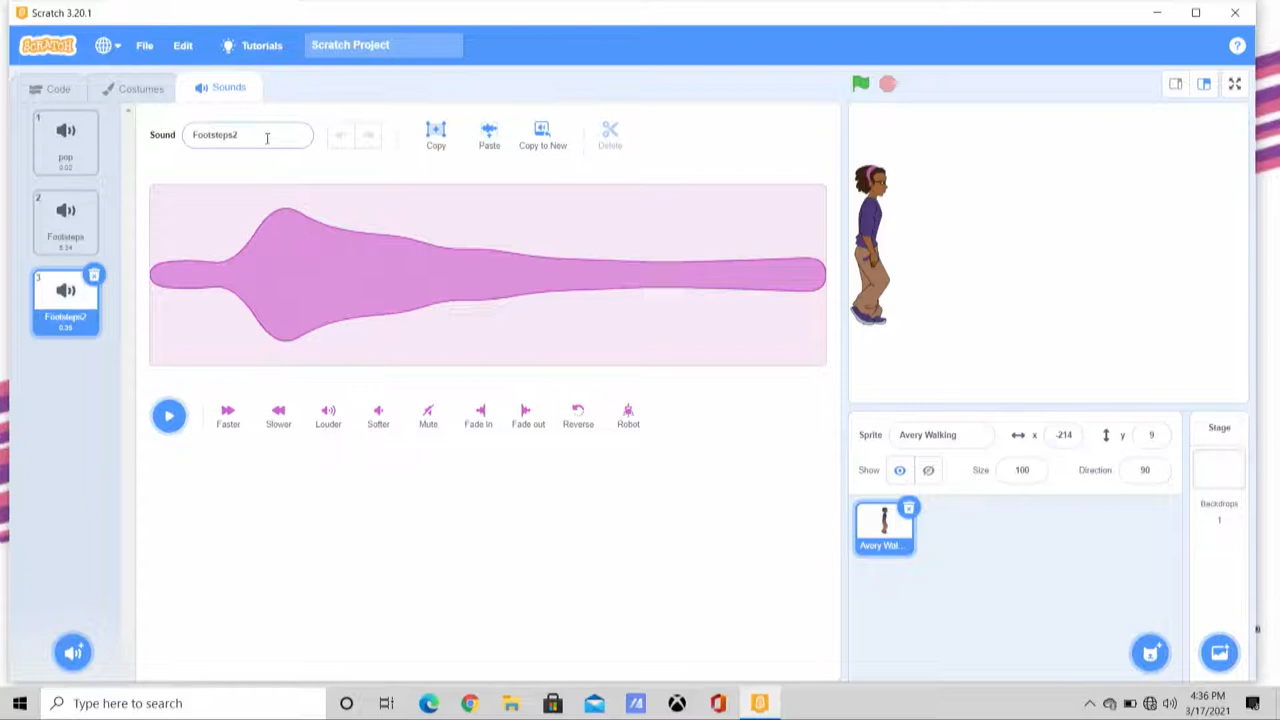 Scratch 3.20.1
SCRATCH
File
Edit
Tutorials
Scratch Project
?
Code
Costumes
Sounds
1
pop
0.02
2
Footsteps
3
Footsteps2
Sound
Footsteps2
Copy
Paste
Copy to New
Delete
Faster
Slower
Louder
Softer
Mute
Fade in
Fade out
Reverse
Robot
Sprite
Avery Walking
x
-214
y
9
Show
Size
100
Direction
90
Avery Wal...
Stage
Backdrops
1
Type here to search
4:36 PM
3/17/2021